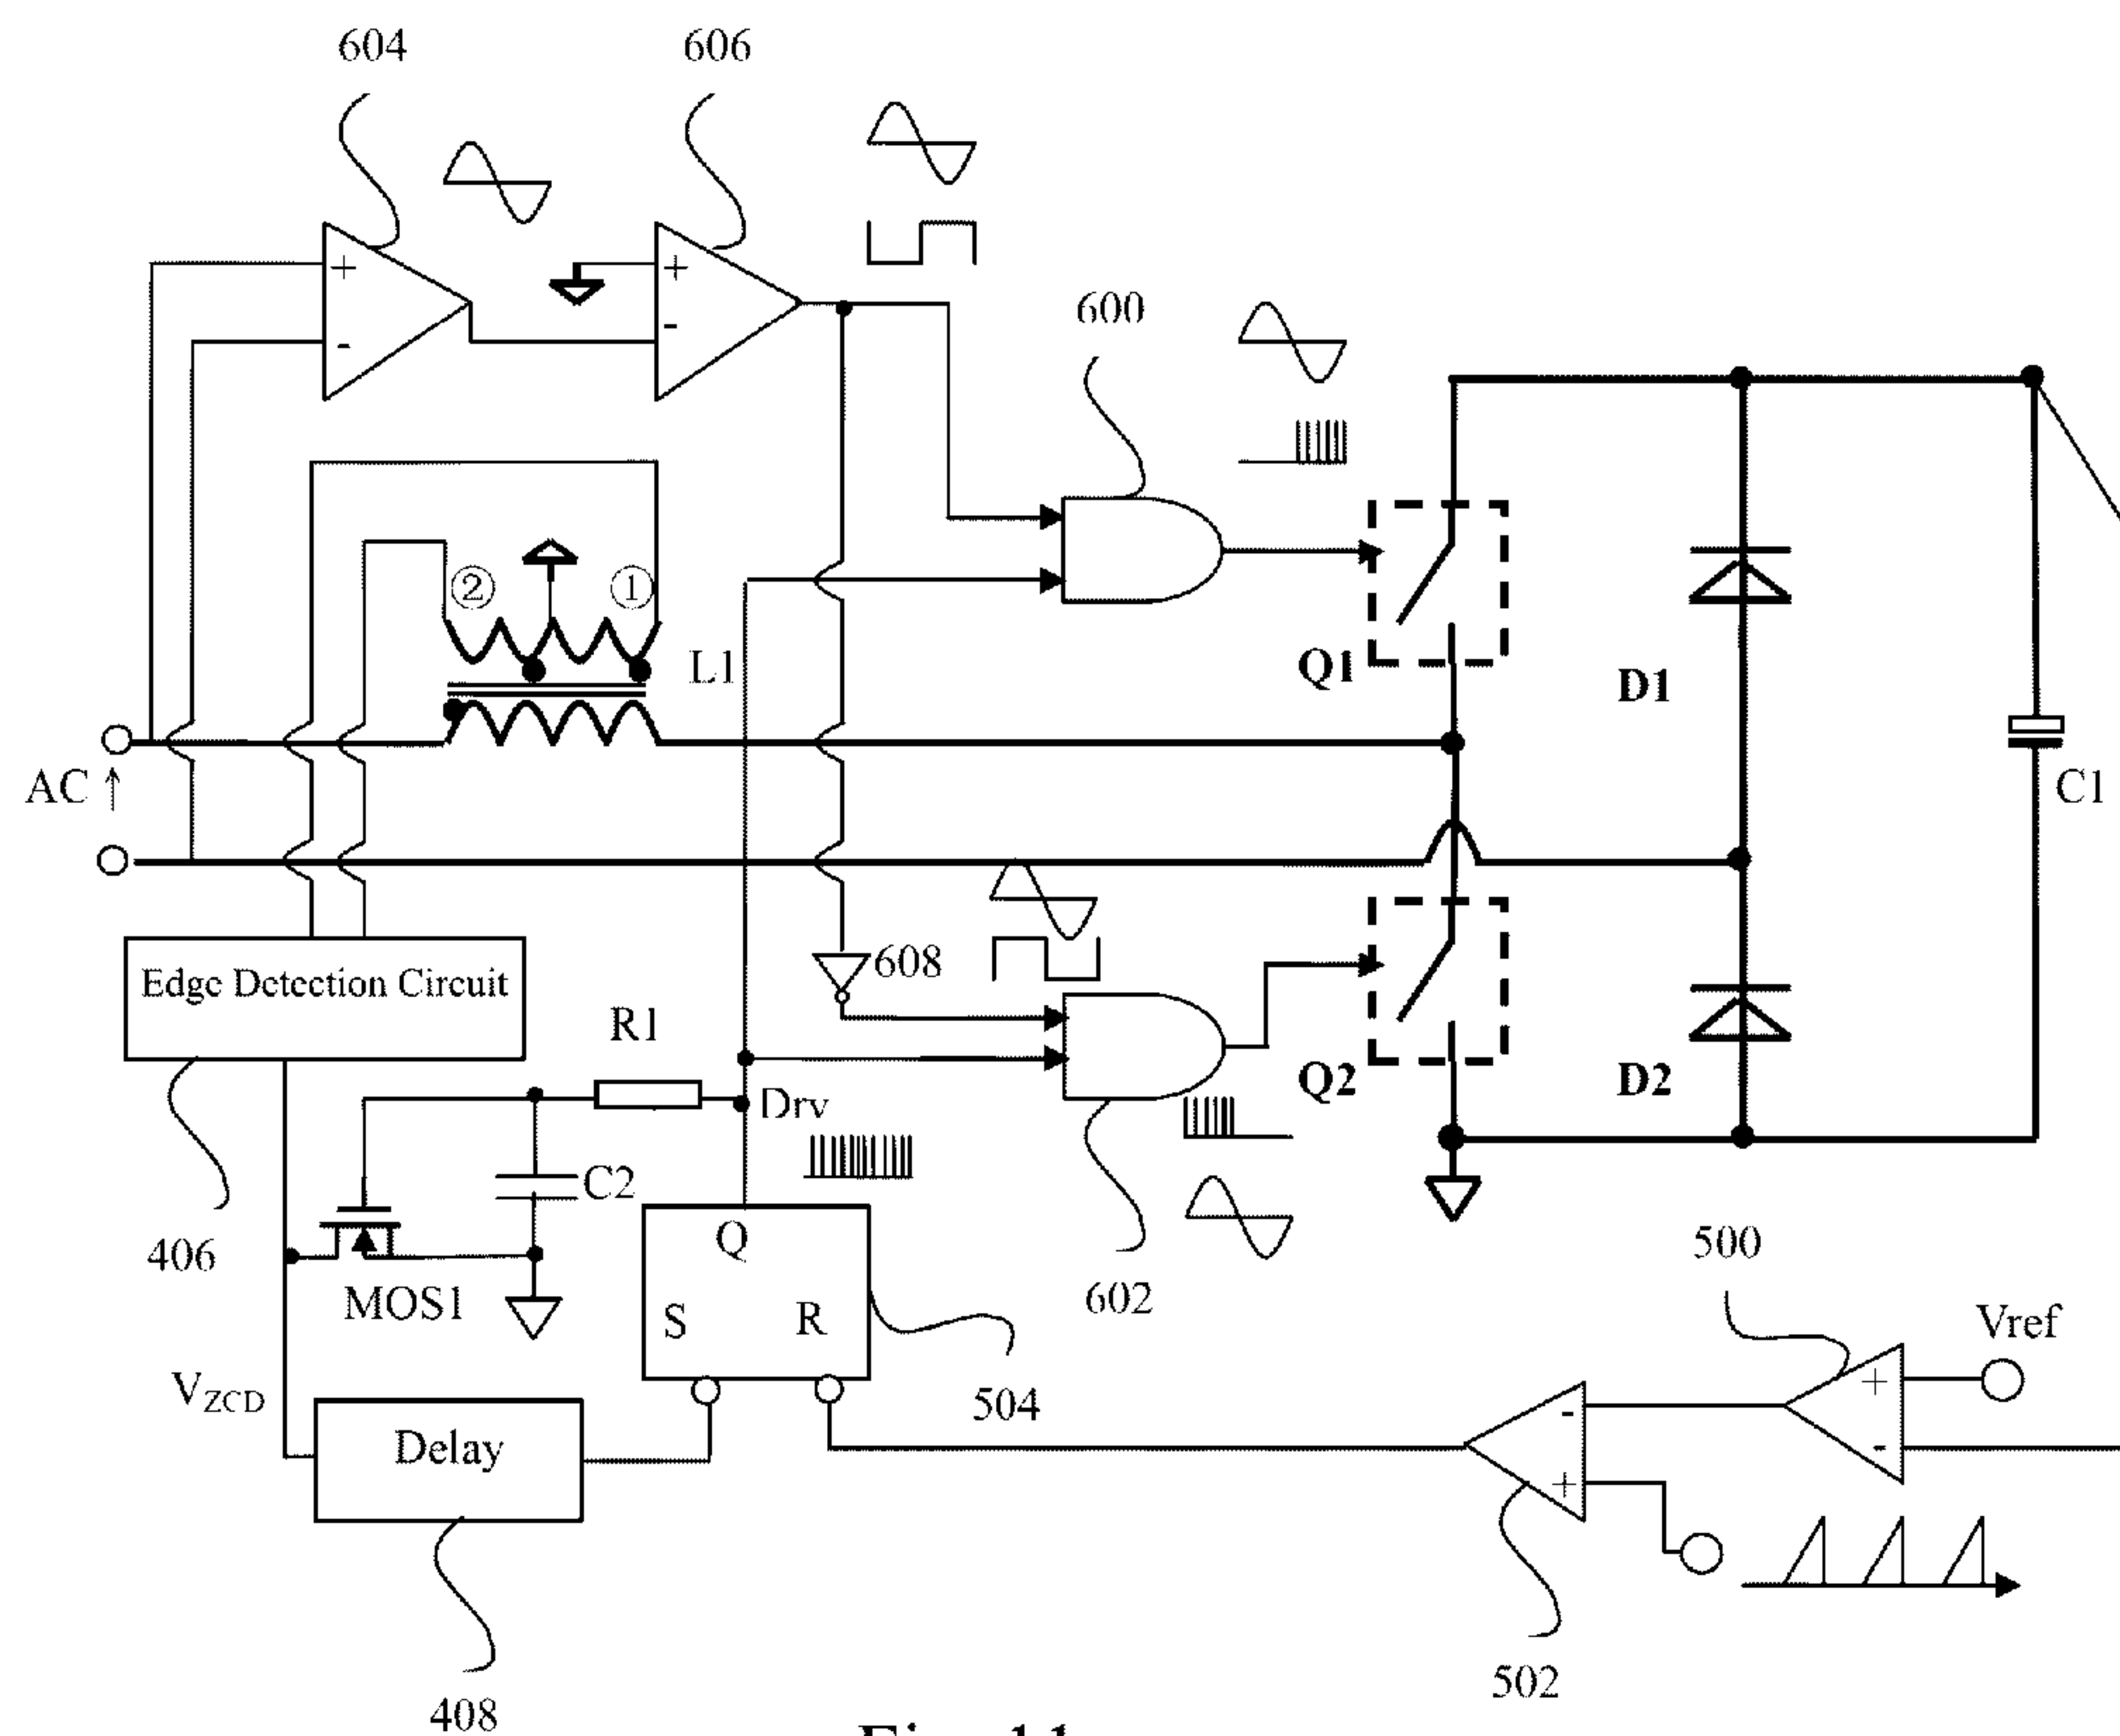 604
606
+
-
+
-
600
②
①
L1
Q1
D1
AC ↑
C1
608
Edge Detection Circuit
R1
Q2
D2
Drv
C2
406
MOS1
Q
S R
602
500
Vref
+
-
V_ZCD
Delay
504
-
+
408
502